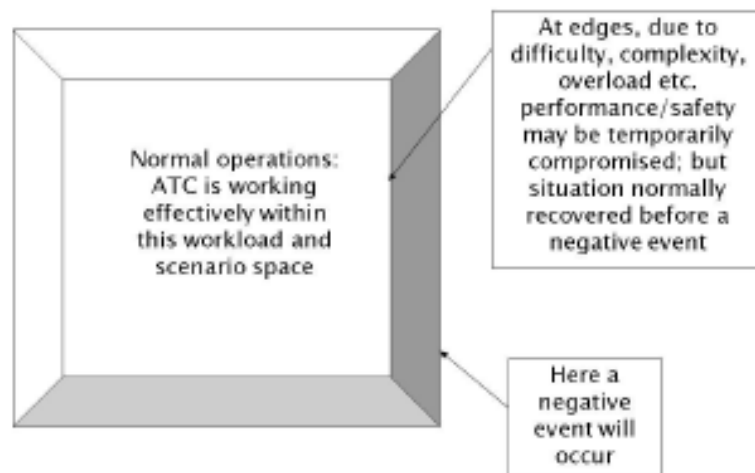 Normal operations:
ATC is working
effectively within
this workload and
scenario space
At edges, due to
difficulty, complexity,
overload etc.
performance/safety
may be temporarily
compromised; but
situation normally
recovered before a
negative event
Here a
negative
event will
occur